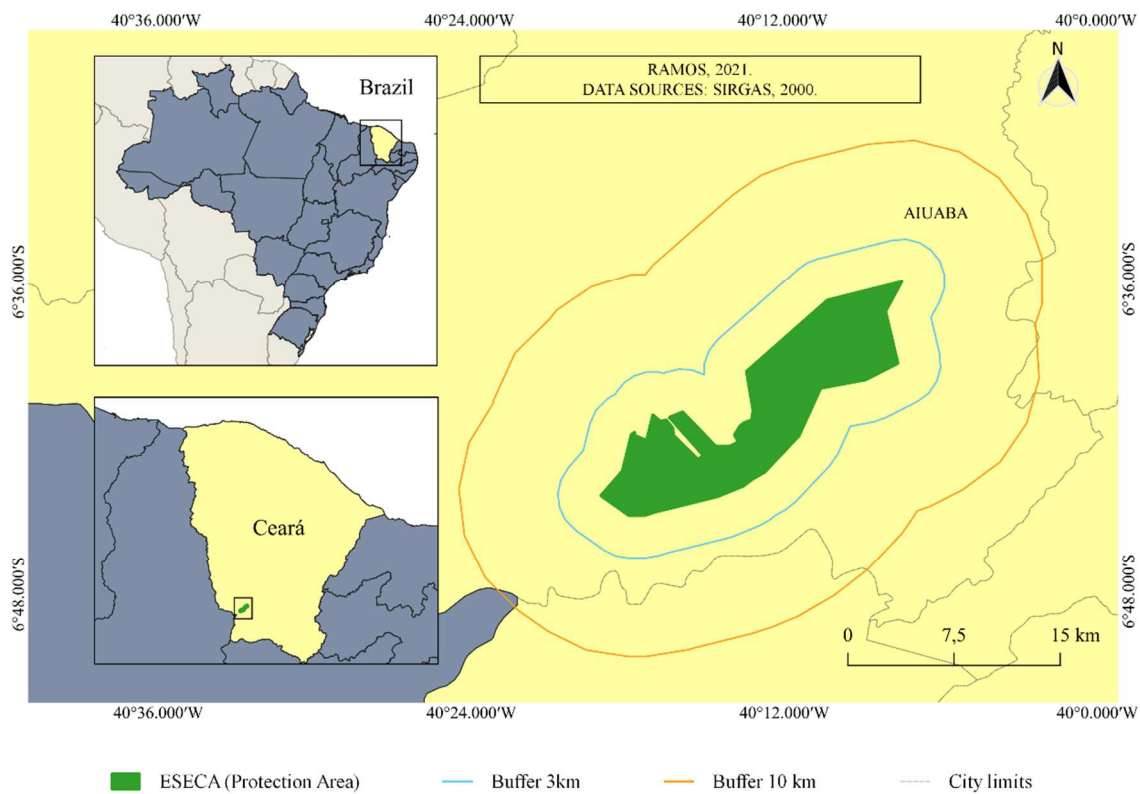 40°36.000′W 40°24.000′W 40°12.000′W 40°0.000′W
RAMOS, 2021.
DATA SOURCES: SIRGAS, 2000.
N
Brazil
AIUABA
6°36.000′S
6°36.000′S
Ceará
6°48.000′S
6°48.000′S
0 7,5 15 km
40°36.000′W 40°24.000′W 40°12.000′W 40°0.000′W
ESECA (Protection Area) Buffer 3km Buffer 10 km City limits